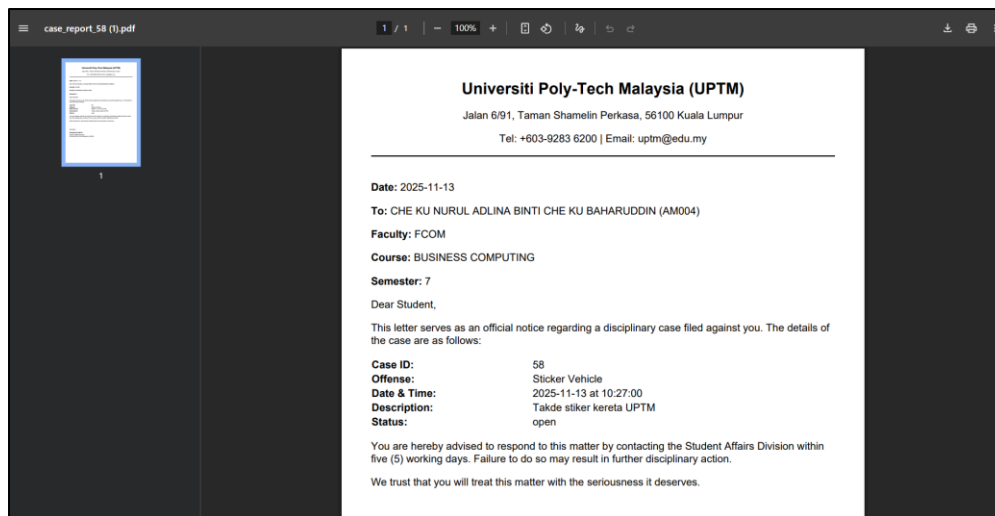 case_report_58 (1).pdf
1 / 1
100%
1
Universiti Poly-Tech Malaysia (UPTM)
Jalan 6/91, Taman Shamelin Perkasa, 56100 Kuala Lumpur
Tel: +603-9283 6200 | Email: uptm@edu.my
Date: 2025-11-13
To: CHE KU NURUL ADLINA BINTI CHE KU BAHARUDDIN (AM004)
Faculty: FCOM
Course: BUSINESS COMPUTING
Semester: 7
Dear Student,
This letter serves as an official notice regarding a disciplinary case filed against you. The details of
the case are as follows:
Case ID: 58
Offense: Sticker Vehicle
Date & Time: 2025-11-13 at 10:27:00
Description: Takde stiker kereta UPTM
Status: open
You are hereby advised to respond to this matter by contacting the Student Affairs Division within
five (5) working days. Failure to do so may result in further disciplinary action.
We trust that you will treat this matter with the seriousness it deserves.